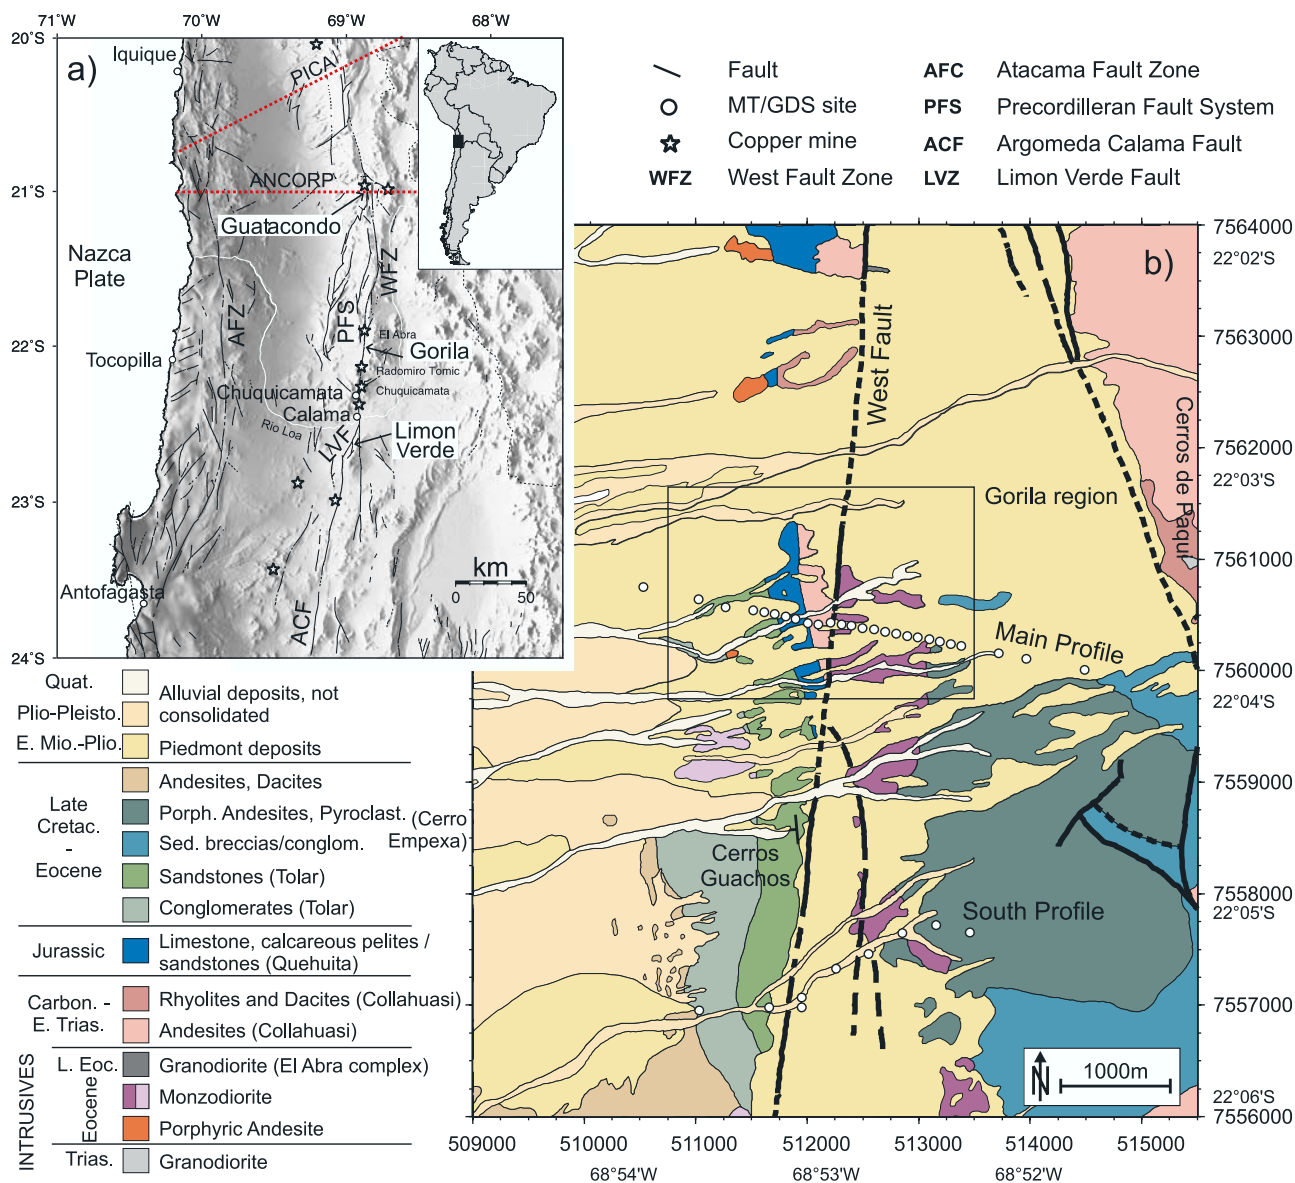 71°W
70°W
69°W
68°W
20°S
21°S
22°S
23°S
24°S
a)
Iquique
PICA
ANCORP
Guatacondo
Nazca
Plate
AFZ
PFS
WFZ
El Abra
Gorila
Tocopilla
Radomiro Tomic
Chuquicamata
Chuquicamata
Calama
Rio Loa
LVF
Limon
Verde
km
0 50
Antofagasta
ACF
Fault
MT/GDS site
Copper mine
WFZ West Fault Zone
AFC Atacama Fault Zone
PFS Precordilleran Fault System
ACF Argomeda Calama Fault
LVZ Limon Verde Fault
b)
West Fault
Gorila region
Cerros de Paqui
Main Profile
Cerros
Guachos
South Profile
N
1000m
7564000
22°02'S
7563000
7562000
22°03'S
7561000
7560000
22°04'S
7559000
7558000
22°05'S
7557000
22°06'S
7556000
509000
510000
511000
512000
513000
514000
515000
68°54'W
68°53'W
68°52'W
Quat.
Plio-Pleisto.
Alluvial deposits, not
consolidated
E. Mio.-Plio.
Piedmont deposits
Late
Cretac.
-
Eocene
Andesites, Dacites
Porph. Andesites, Pyroclast.
(Cerro
Empexa)
Sed. breccias/conglom.
Sandstones (Tolar)
Conglomerates (Tolar)
Jurassic
Limestone, calcareous pelites /
sandstones (Quehuita)
Carbon. -
E. Trias.
Rhyolites and Dacites (Collahuasi)
Andesites (Collahuasi)
INTRUSIVES
L. Eoc.
Granodiorite (El Abra complex)
Eocene
Monzodiorite
Porphyric Andesite
Trias.
Granodiorite